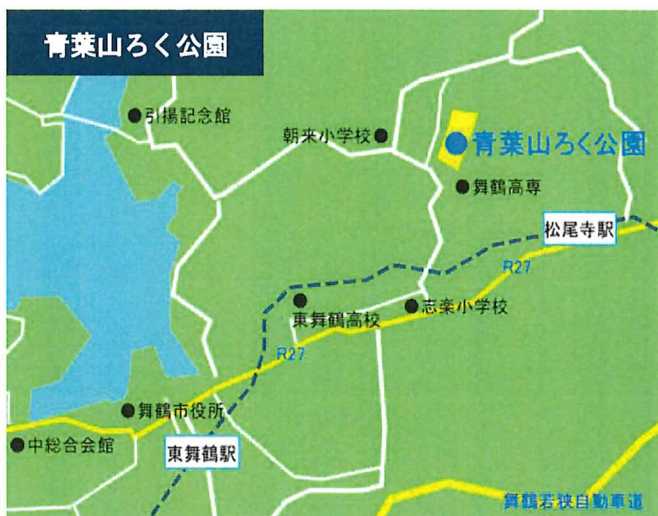 青葉山ろく公園
引揚記念館
朝来小学校
青葉山ろく公園
舞鶴高専
松尾寺駅
R27
東舞鶴高校
志楽小学校
R27
舞鶴市役所
中総合会館
東舞鶴駅
舞鶴若狭自動車道